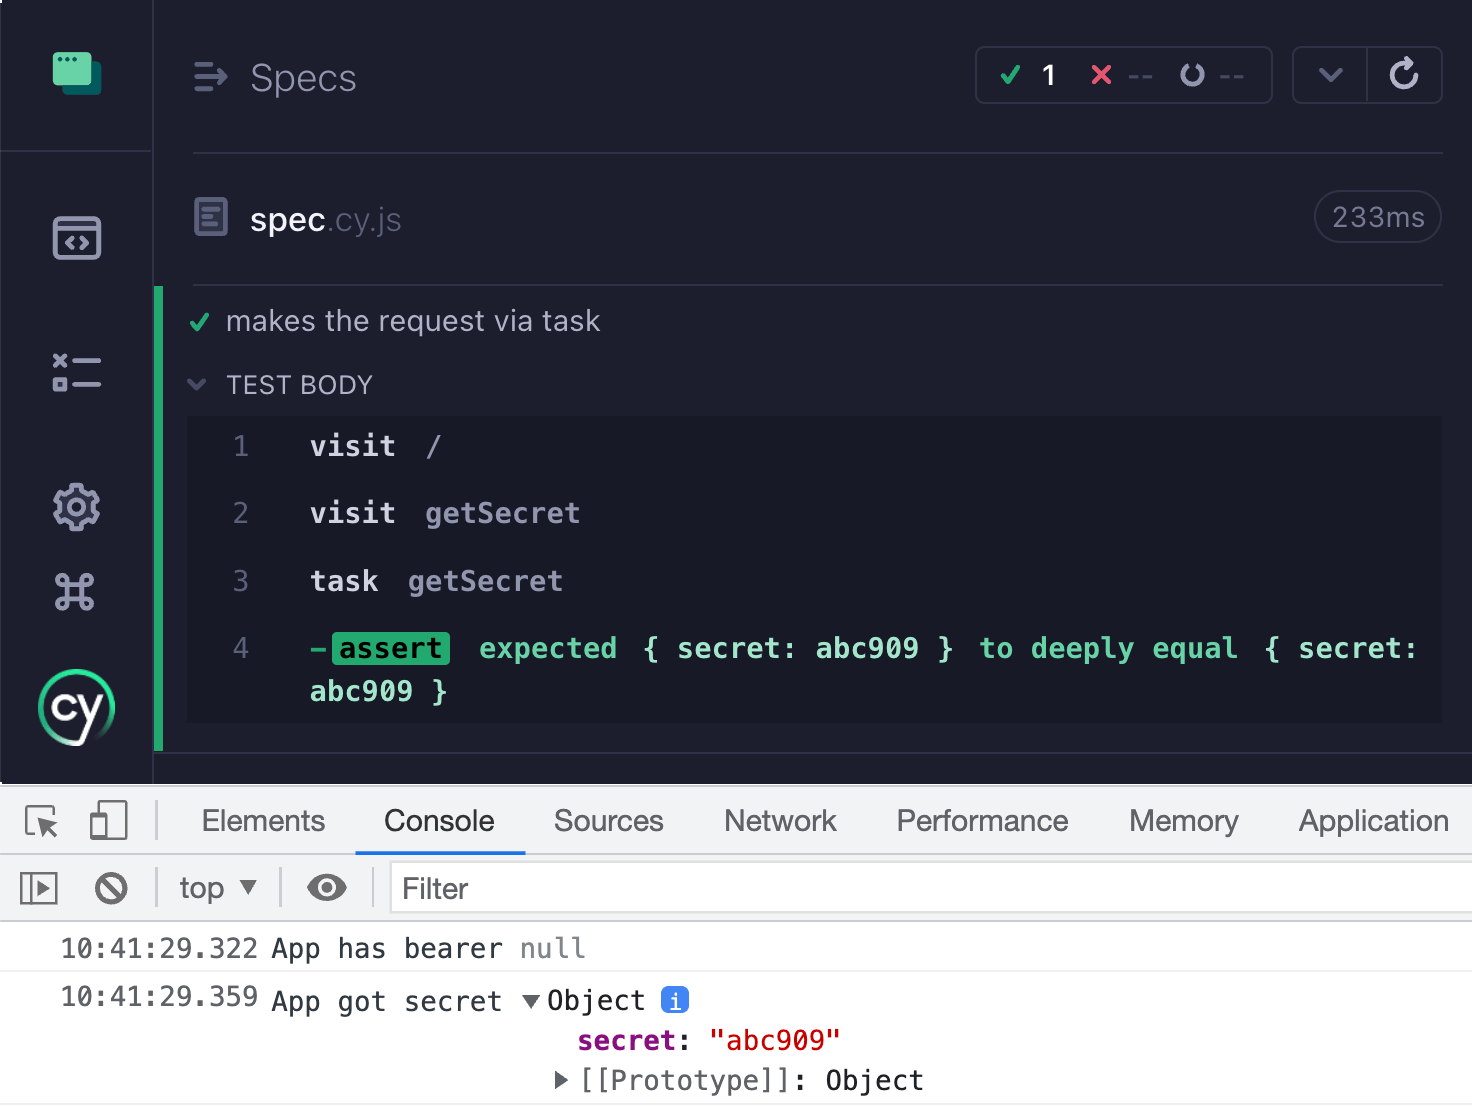 Specs
1 -- --
spec.cy.js
233ms
makes the request via task
TEST BODY
1 visit /
2 visit getSecret
3 task getSecret
4 -assert expected { secret: abc909 } to deeply equal { secret:
abc909 }
cy
Elements Console Sources Network Performance Memory Application
top Filter
10:41:29.322 App has bearer null
10:41:29.359 App got secret ▼Object i
secret: "abc909"
▶[[Prototype]]: Object